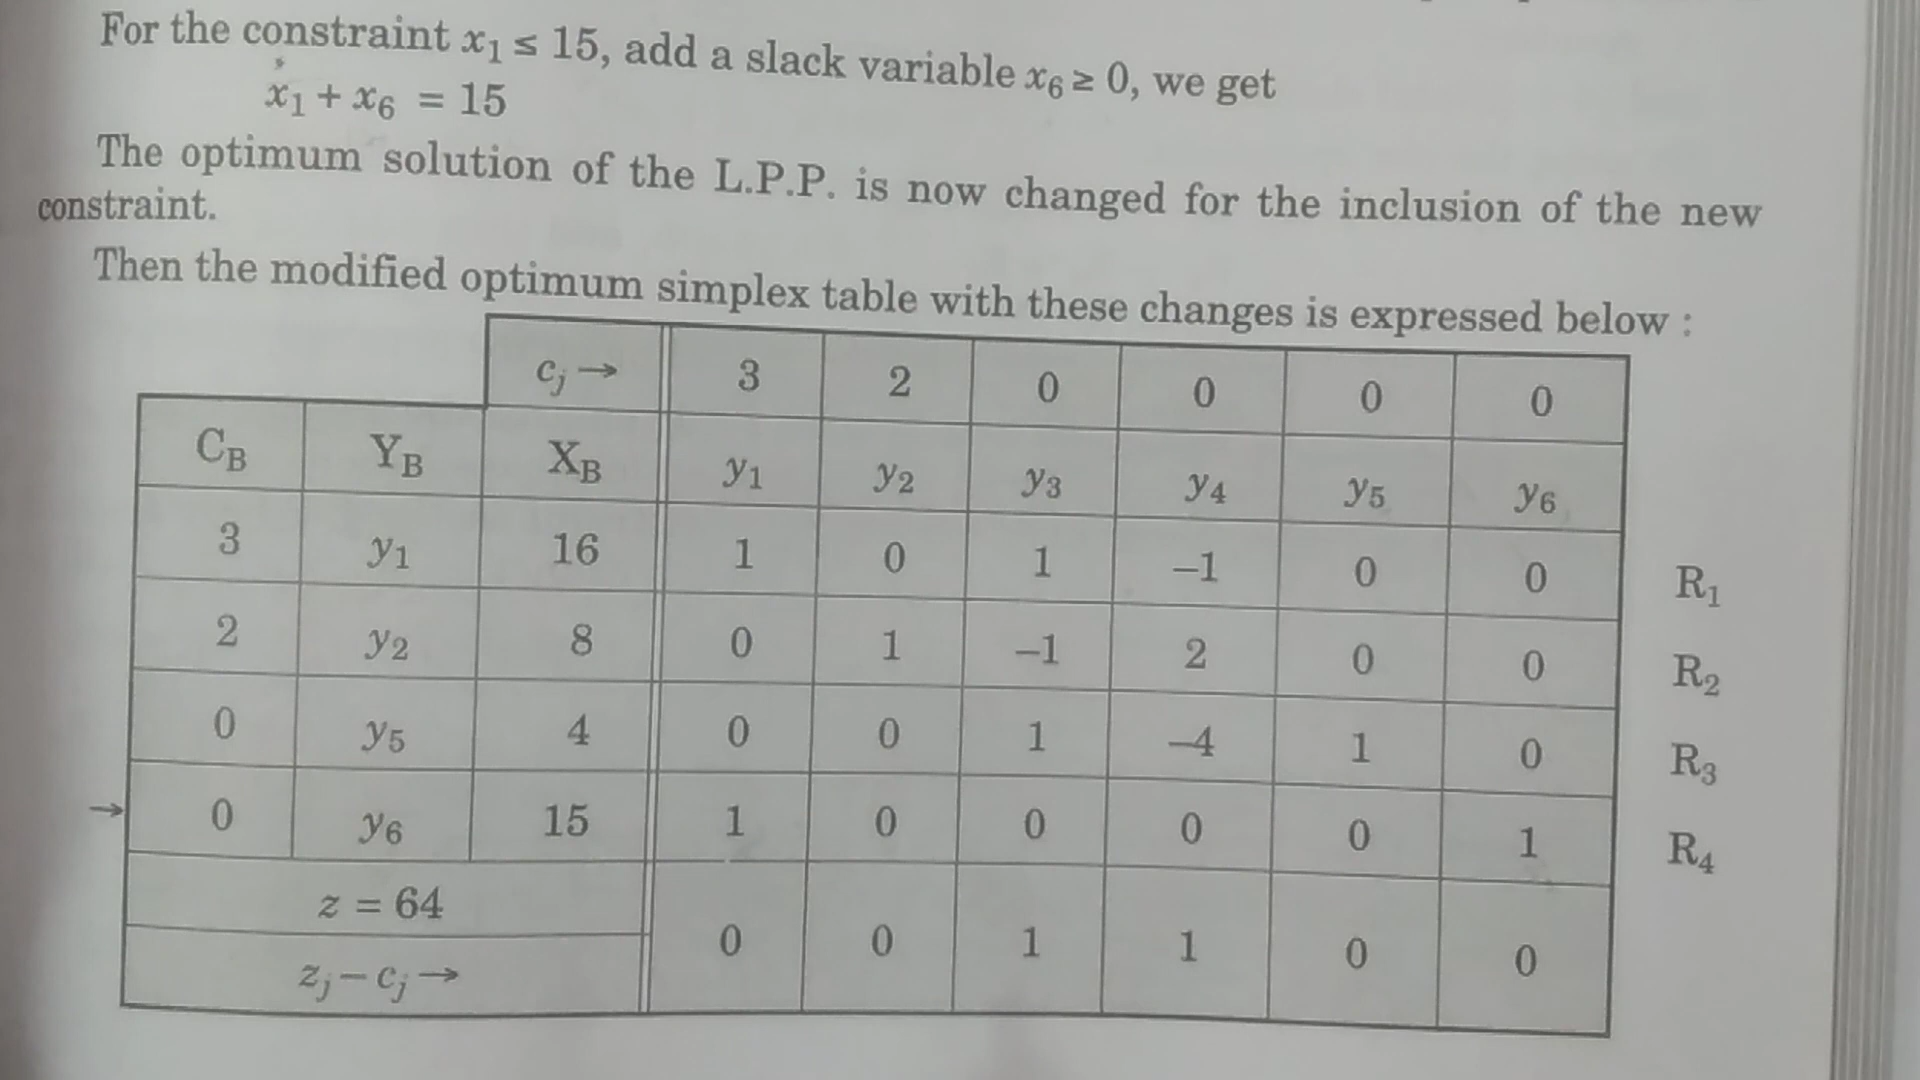 For the constraint x₁ ≤ 15, add a slack variable x₆ ≥ 0, we get
x₁ + x₆ = 15
The optimum solution of the L.P.P. is now changed for the inclusion of the new
constraint.
Then the modified optimum simplex table with these changes is expressed below :
cⱼ → 3 2 0 0 0 0
C_B Y_B X_B y₁ y₂ y₃ y₄ y₅ y₆
3 y₁ 16 1 0 1 –1 0 0 R₁
2 y₂ 8 0 1 –1 2 0 0 R₂
0 y₅ 4 0 0 1 –4 1 0 R₃
→ 0 y₆ 15 1 0 0 0 0 1 R₄
z = 64
zⱼ – cⱼ → 0 0 1 1 0 0